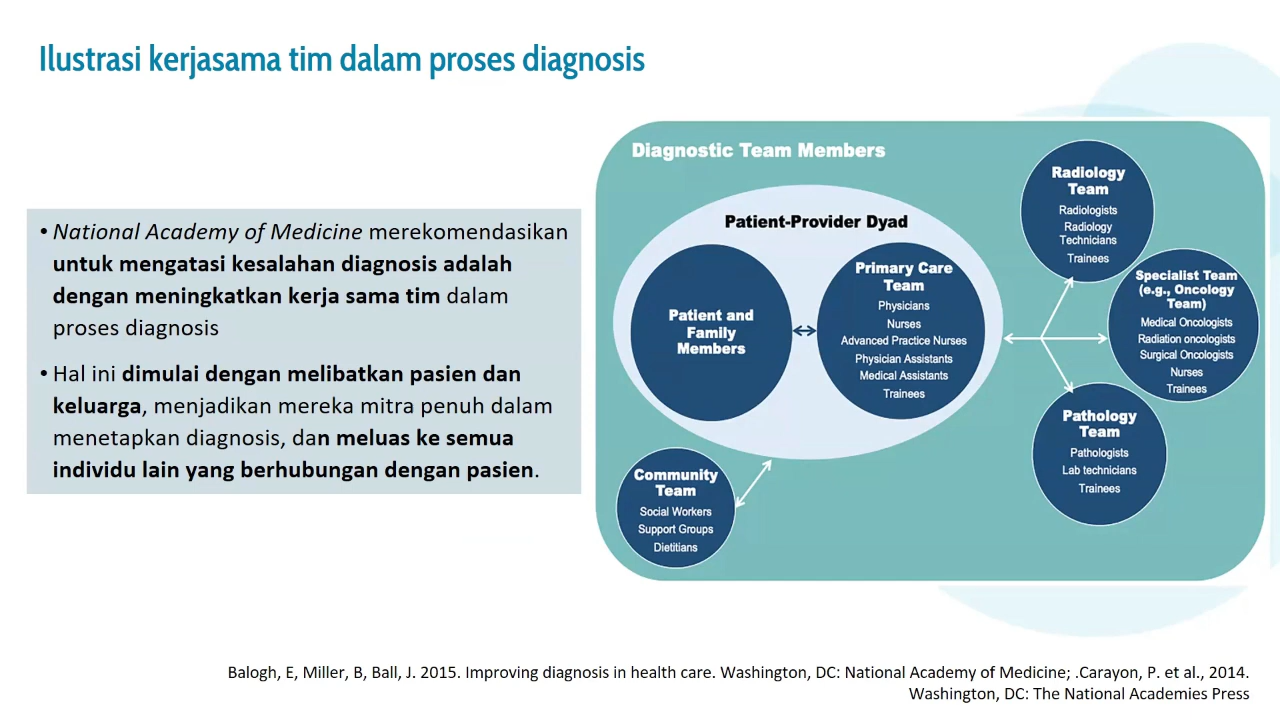 Ilustrasi kerjasama tim dalam proses diagnosis
• National Academy of Medicine merekomendasikan
untuk mengatasi kesalahan diagnosis adalah
dengan meningkatkan kerja sama tim dalam
proses diagnosis
• Hal ini dimulai dengan melibatkan pasien dan
keluarga, menjadikan mereka mitra penuh dalam
menetapkan diagnosis, dan meluas ke semua
individu lain yang berhubungan dengan pasien.
Diagnostic Team Members
Patient-Provider Dyad
Patient and
Family
Members
Primary Care
Team
Physicians
Nurses
Advanced Practice Nurses
Physician Assistants
Medical Assistants
Trainees
Radiology
Team
Radiologists
Radiology
Technicians
Trainees
Specialist Team
(e.g., Oncology
Team)
Medical Oncologists
Radiation oncologists
Surgical Oncologists
Nurses
Trainees
Pathology
Team
Pathologists
Lab technicians
Trainees
Community
Team
Social Workers
Support Groups
Dietitians
Balogh, E, Miller, B, Ball, J. 2015. Improving diagnosis in health care. Washington, DC: National Academy of Medicine; .Carayon, P. et al., 2014.
Washington, DC: The National Academies Press